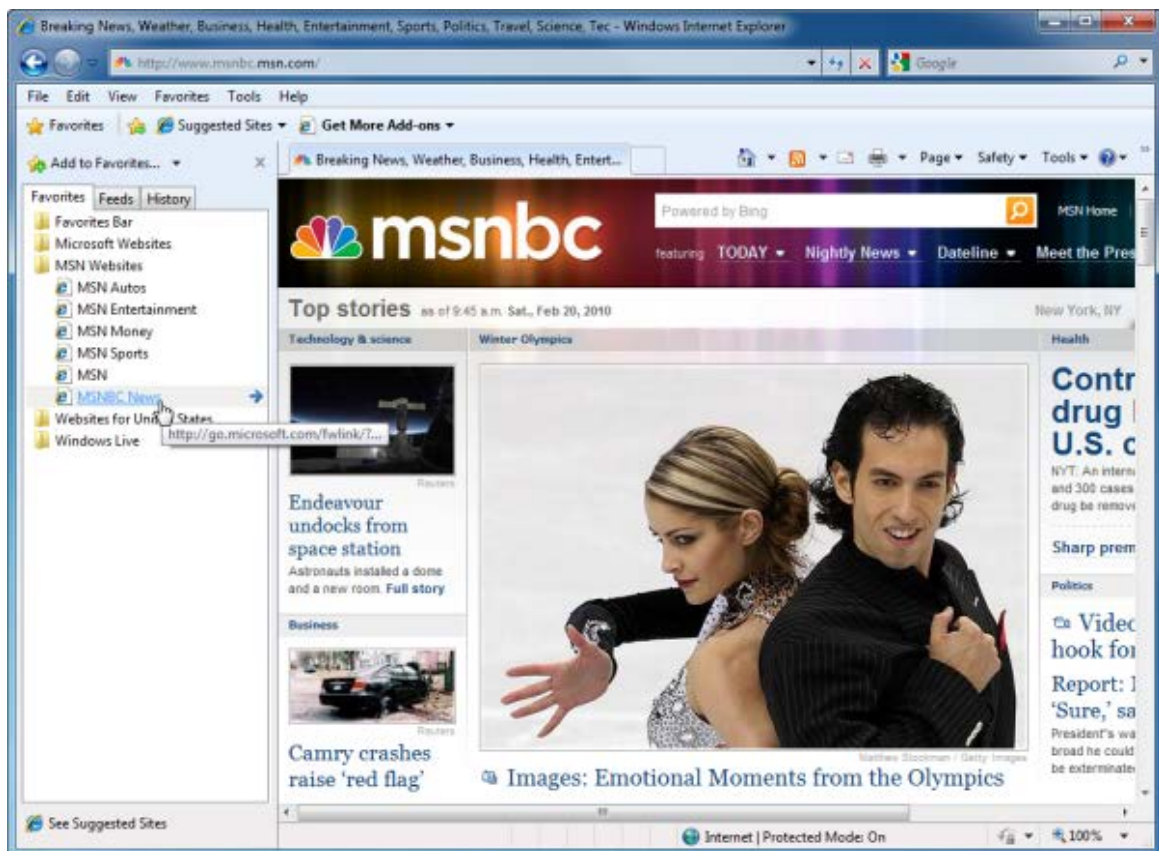 Breaking News, Weather, Business, Health, Entertainment, Sports, Politics, Travel, Science, Tec - Windows Internet Explorer
http://www.msnbc.msn.com/
Google
File Edit View Favorites Tools Help
Favorites Suggested Sites Get More Add-ons
Add to Favorites...
Breaking News, Weather, Business, Health, Entert...
Page Safety Tools
Favorites Feeds History
Favorites Bar
Microsoft Websites
MSN Websites
MSN Autos
MSN Entertainment
MSN Money
MSN Sports
MSN
MSNBC News
Websites for United States
http://go.microsoft.com/fwlink/?...
Windows Live
See Suggested Sites
msnbc
Powered by Bing
MSN Home
featuring TODAY Nightly News Dateline Meet the Pres
Top stories as of 9:45 a.m. Sat., Feb 20, 2010
New York, NY
Technology & science
Reuters
Endeavour
undocks from
space station
Astronauts installed a dome
and a new room. Full story
Business
Reuters
Camry crashes
raise 'red flag'
Winter Olympics
Matthew Stockman / Getty Images
Images: Emotional Moments from the Olympics
Health
Contr
drug
U.S. c
NYT: An interna
and 300 cases
drug be remove
Sharp prem
Politics
Video
hook for
Report:
'Sure,' sa
President's wa
broad he could
be exterminate
Internet | Protected Mode: On
100%